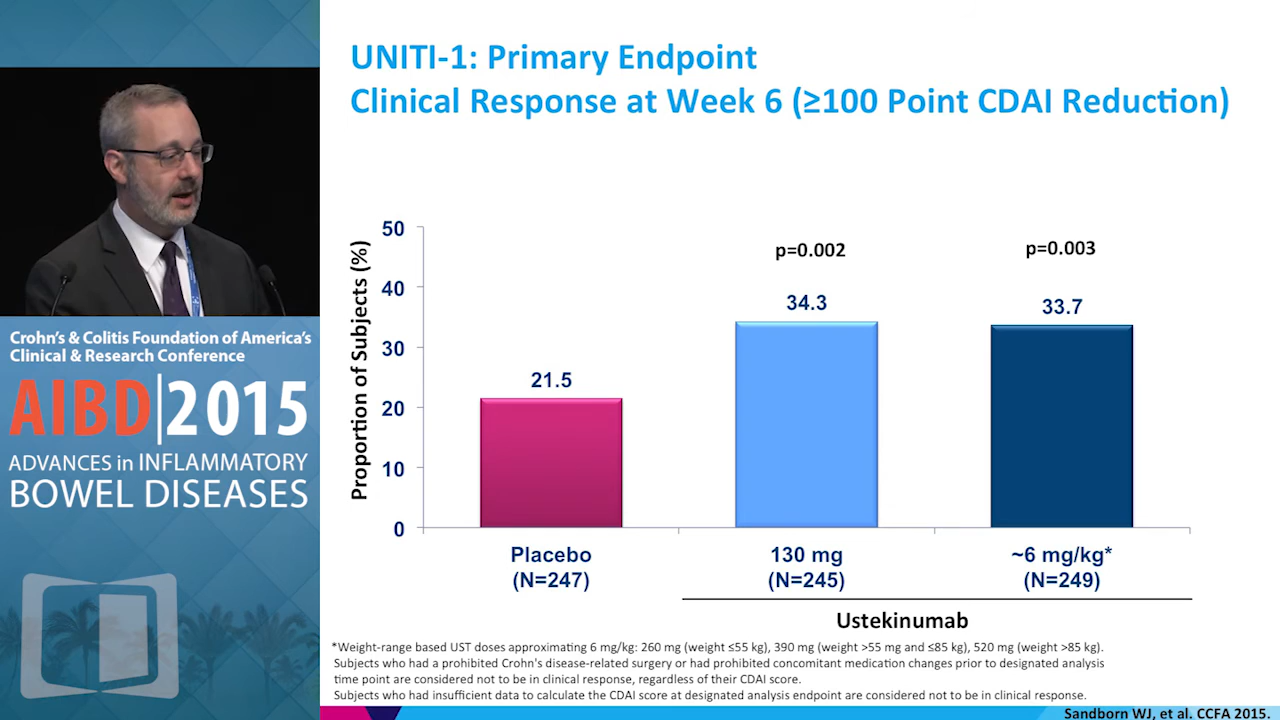 UNITI-1: Primary Endpoint
Clinical Response at Week 6 (≥100 Point CDAI Reduction)
Crohn's & Colitis Foundation of America's
Clinical & Research Conference
AIBD|2015
ADVANCES in INFLAMMATORY
BOWEL DISEASES
Proportion of Subjects (%)
50
40
30
20
10
0
p=0.002
p=0.003
21.5
34.3
33.7
Placebo
(N=247)
130 mg
(N=245)
~6 mg/kg*
(N=249)
Ustekinumab
*Weight-range based UST doses approximating 6 mg/kg: 260 mg (weight ≤55 kg), 390 mg (weight >55 mg and ≤85 kg), 520 mg (weight >85 kg).
Subjects who had a prohibited Crohn's disease-related surgery or had prohibited concomitant medication changes prior to designated analysis
time point are considered not to be in clinical response, regardless of their CDAI score.
Subjects who had insufficient data to calculate the CDAI score at designated analysis endpoint are considered not to be in clinical response.
Sandborn WJ, et al. CCFA 2015.